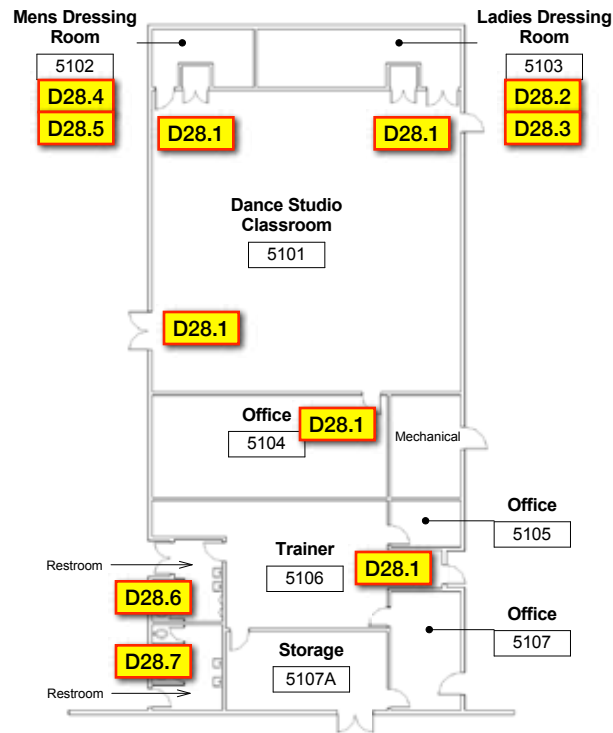 Mens Dressing
Room
5102
D28.4
D28.5
Ladies Dressing
Room
5103
D28.2
D28.3
D28.1
D28.1
Dance Studio
Classroom
5101
D28.1
Office
5104
D28.1
Mechanical
Office
5105
Restroom
Trainer
5106
D28.1
D28.6
Office
5107
D28.7
Storage
5107A
Restroom